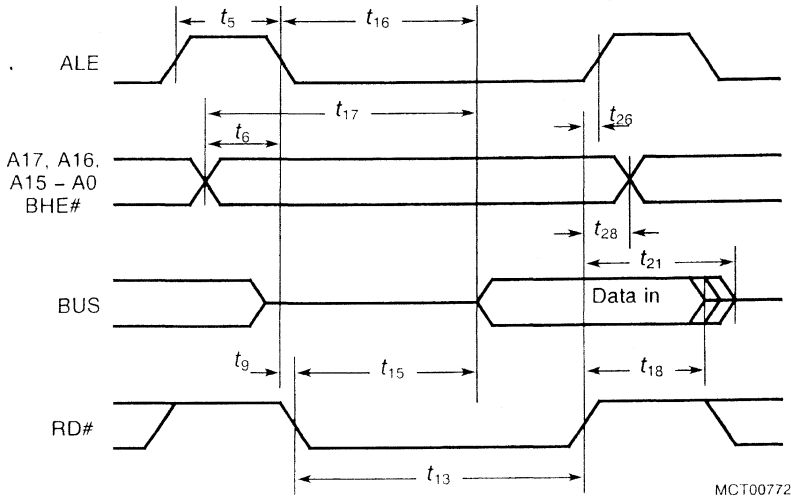 t5
t16
ALE
t17
t26
t6
A17, A16,
A15 – A0
BHE#
t28
t21
BUS
Data in
t9
t15
t18
RD#
t13
MCT00772